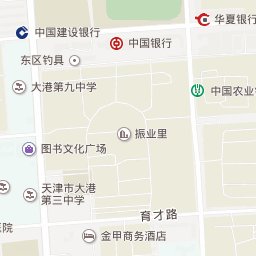 华夏银行
中国建设银行
中国银行
东区钓具
大港第九中学
中国农业
振业里
图书文化广场
天津市大港
第三中学
育才路
医院
金甲商务酒店